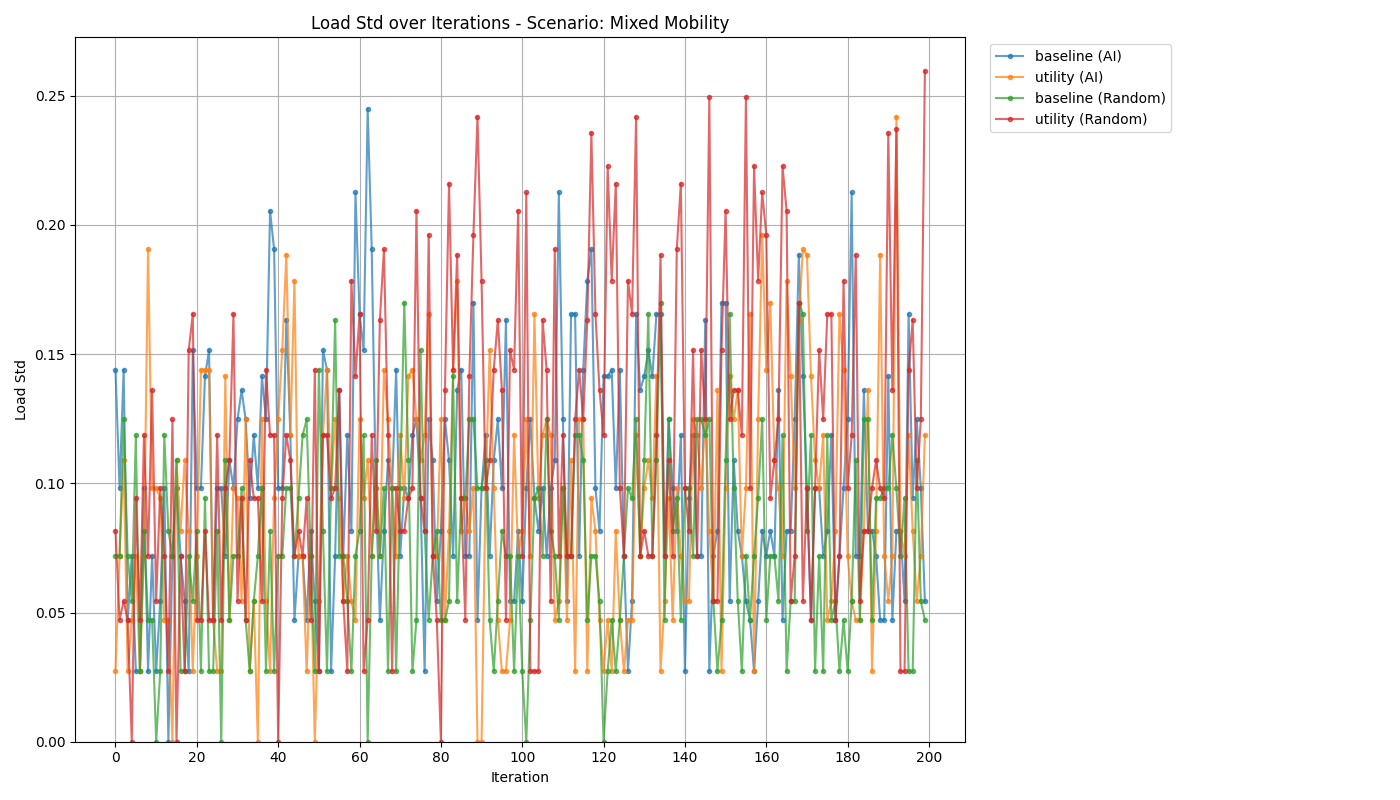 Load Std over Iterations - Scenario: Mixed Mobility
baseline (AI)
utility (AI)
baseline (Random)
utility (Random)
0.25
0.20
0.15
0.10
0.05
0.00
Load Std
0 20 40 60 80 100 120 140 160 180 200
Iteration